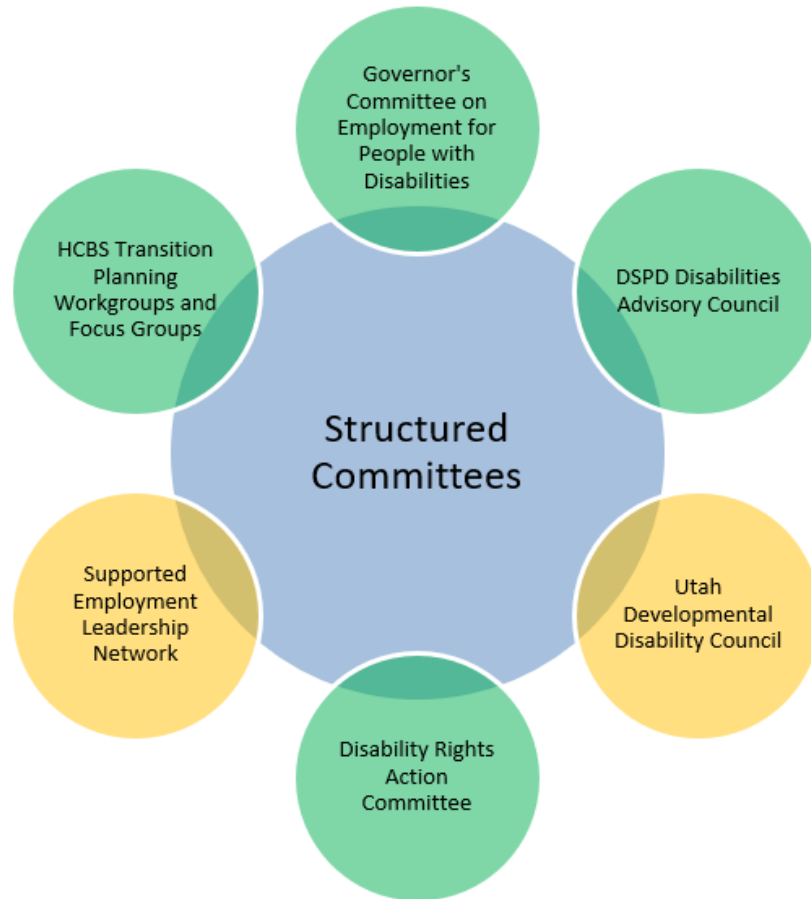 Governor's
Committee on
Employment for
People with
Disabilities
HCBS Transition
Planning
Workgroups and
Focus Groups
DSPD Disabilities
Advisory Council
Structured
Committees
Supported
Employment
Leadership
Network
Utah
Developmental
Disability Council
Disability Rights
Action
Committee